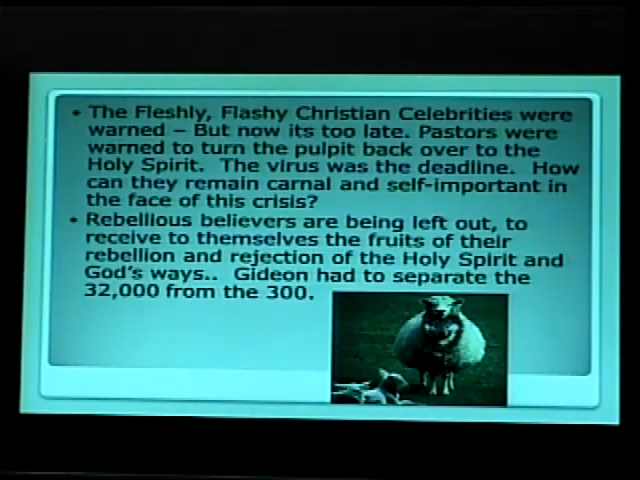 • The Fleshly, Flashy Christian Celebrities were
warned – But now its too late. Pastors were
warned to turn the pulpit back over to the
Holy Spirit. The virus was the deadline. How
can they remain carnal and self-important in
the face of this crisis?
• Rebellious believers are being left out, to
receive to themselves the fruits of their
rebellion and rejection of the Holy Spirit and
God's ways.. Gideon had to separate the
32,000 from the 300.